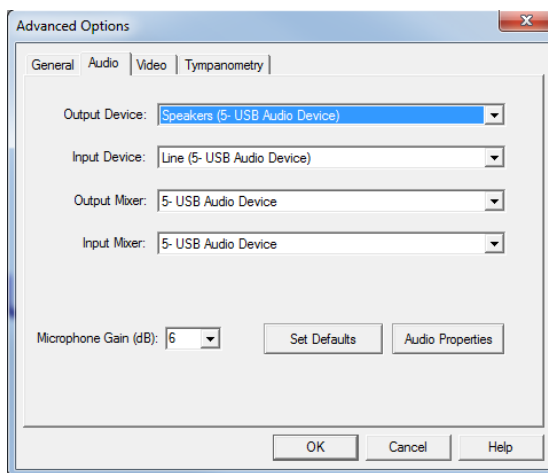 Advanced Options
General Audio Video Tympanometry
Output Device: Speakers (5- USB Audio Device)
Input Device: Line (5- USB Audio Device)
Output Mixer: 5- USB Audio Device
Input Mixer: 5- USB Audio Device
Microphone Gain (dB): 6 Set Defaults Audio Properties
OK Cancel Help